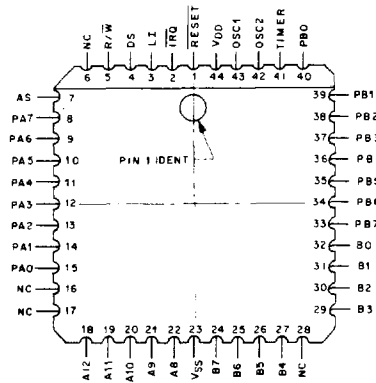 NC
R/W
DS
LI
IRQ
RESET
VDD
OSC1
OSC2
TIMER
PB0
6 5 4 3 2 1 44 43 42 41 40
AS 7 39 PB1
PA7 8 38 PB2
PA6 9 37 PB3
PA5 10 PIN 1 IDENT 36 PB
PA4 11 35 PB5
PA3 12 34 PB6
PA2 13 33 PB7
PA1 14 32 B0
PA0 15 31 B1
NC 16 30 B2
NC 17 29 B3
18 19 20 21 22 23 24 25 26 27 28
A12
A11
A10
A9
A8
VSS
B7
B6
B5
B4
NC